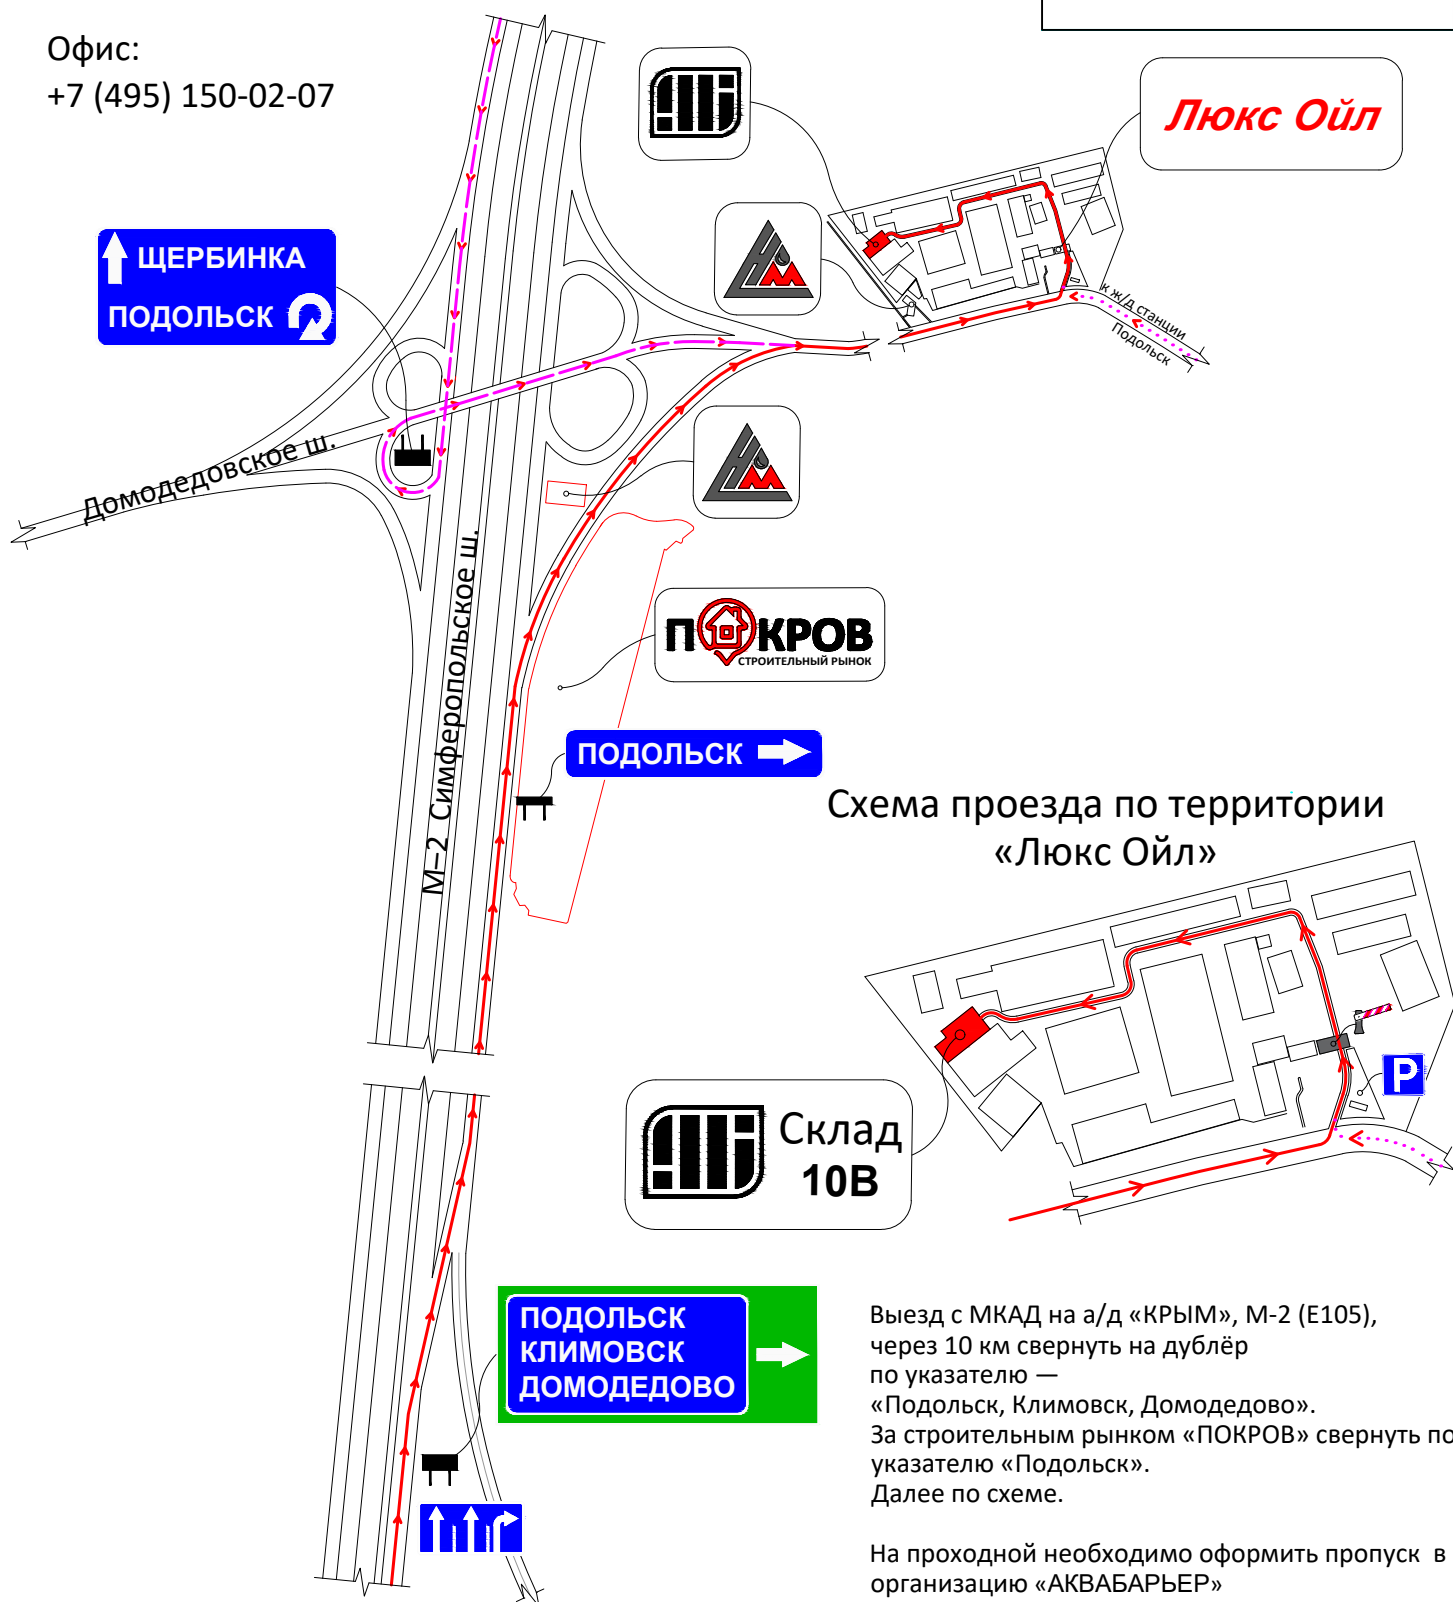 Офис:
+7 (495) 150-02-07
Люкс Ойл
ЩЕРБИНКА
ПОДОЛЬСК
к ж/д станции
Подольск
Домодедовское ш.
М-2 Симферопольское ш.
ПОКРОВ
СТРОИТЕЛЬНЫЙ РЫНОК
ПОДОЛЬСК
Схема проезда по территории
«Люкс Ойл»
P
Склад
10В
ПОДОЛЬСК
КЛИМОВСК
ДОМОДЕДОВО
Выезд с МКАД на а/д «КРЫМ», М-2 (Е105),
через 10 км свернуть на дублёр
по указателю —
«Подольск, Климовск, Домодедово».
За строительным рынком «ПОКРОВ» свернуть по
указателю «Подольск».
Далее по схеме.
На проходной необходимо оформить пропуск в
организацию «АКВАБАРЬЕР»